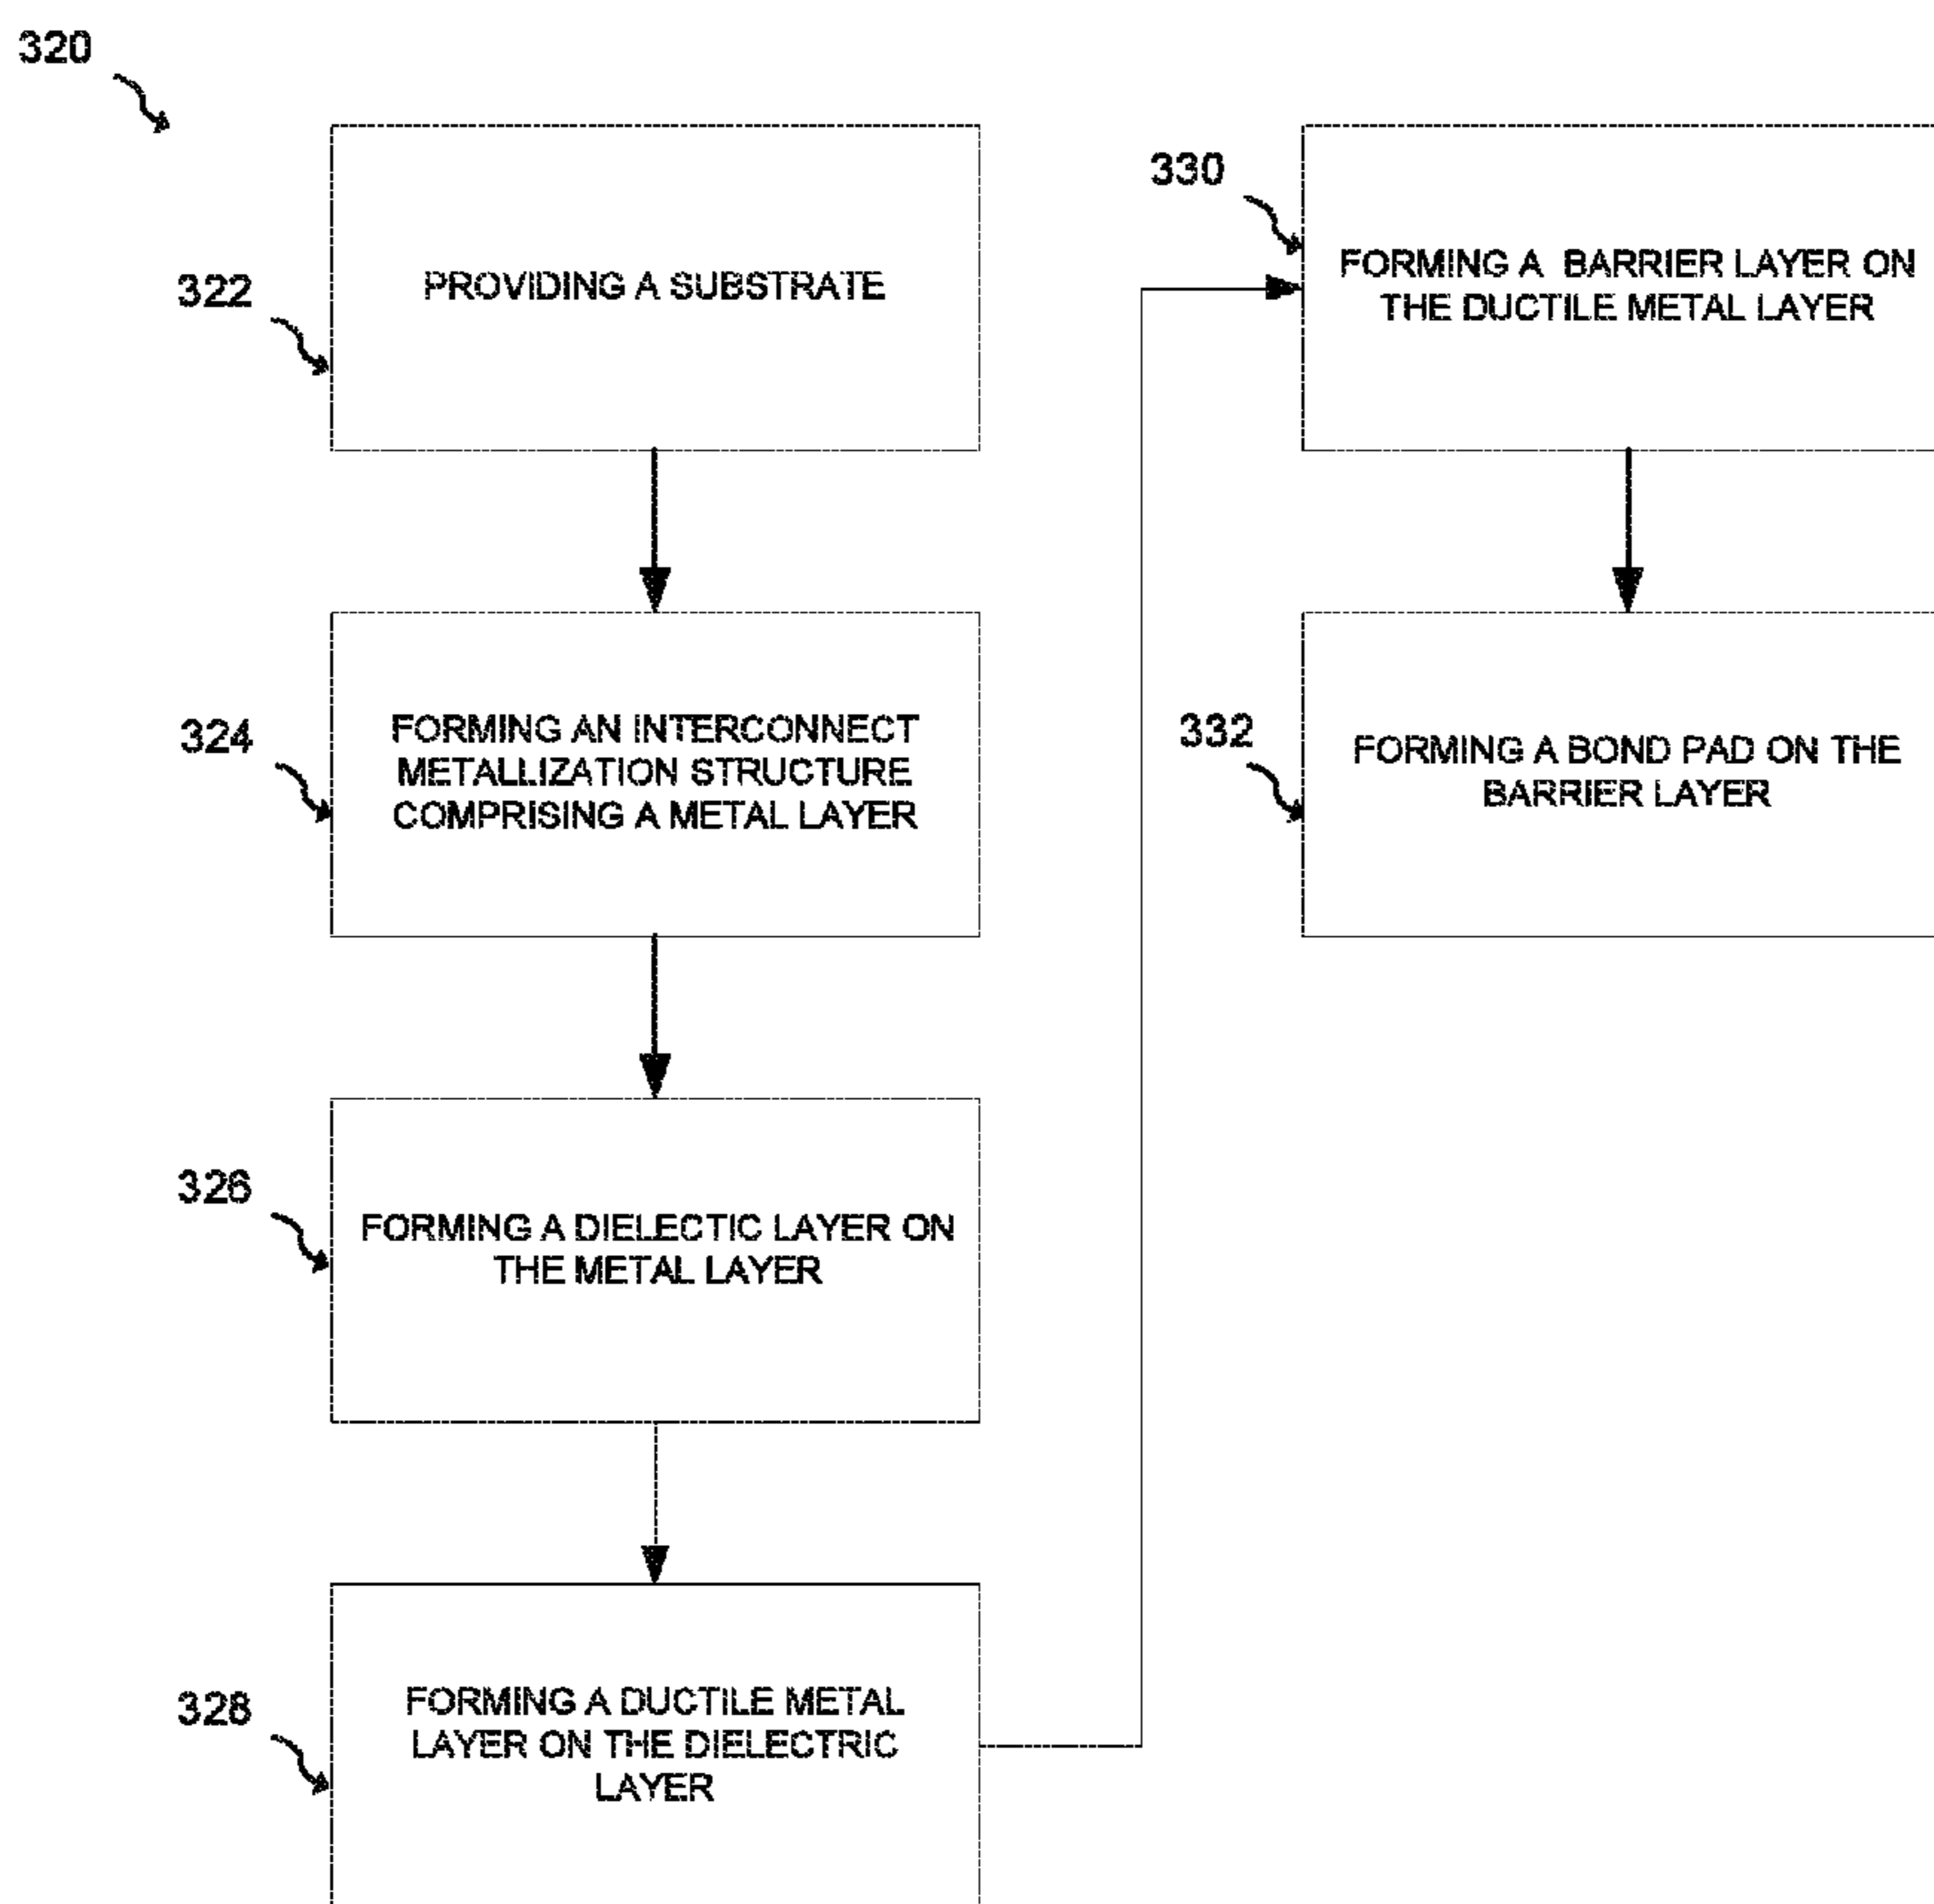 320
322
PROVIDING A SUBSTRATE
324
FORMING AN INTERCONNECT
METALLIZATION STRUCTURE
COMPRISING A METAL LAYER
326
FORMING A DIELECTIC LAYER ON
THE METAL LAYER
328
FORMING A DUCTILE METAL
LAYER ON THE DIELECTRIC
LAYER
330
FORMING A BARRIER LAYER ON
THE DUCTILE METAL LAYER
332
FORMING A BOND PAD ON THE
BARRIER LAYER